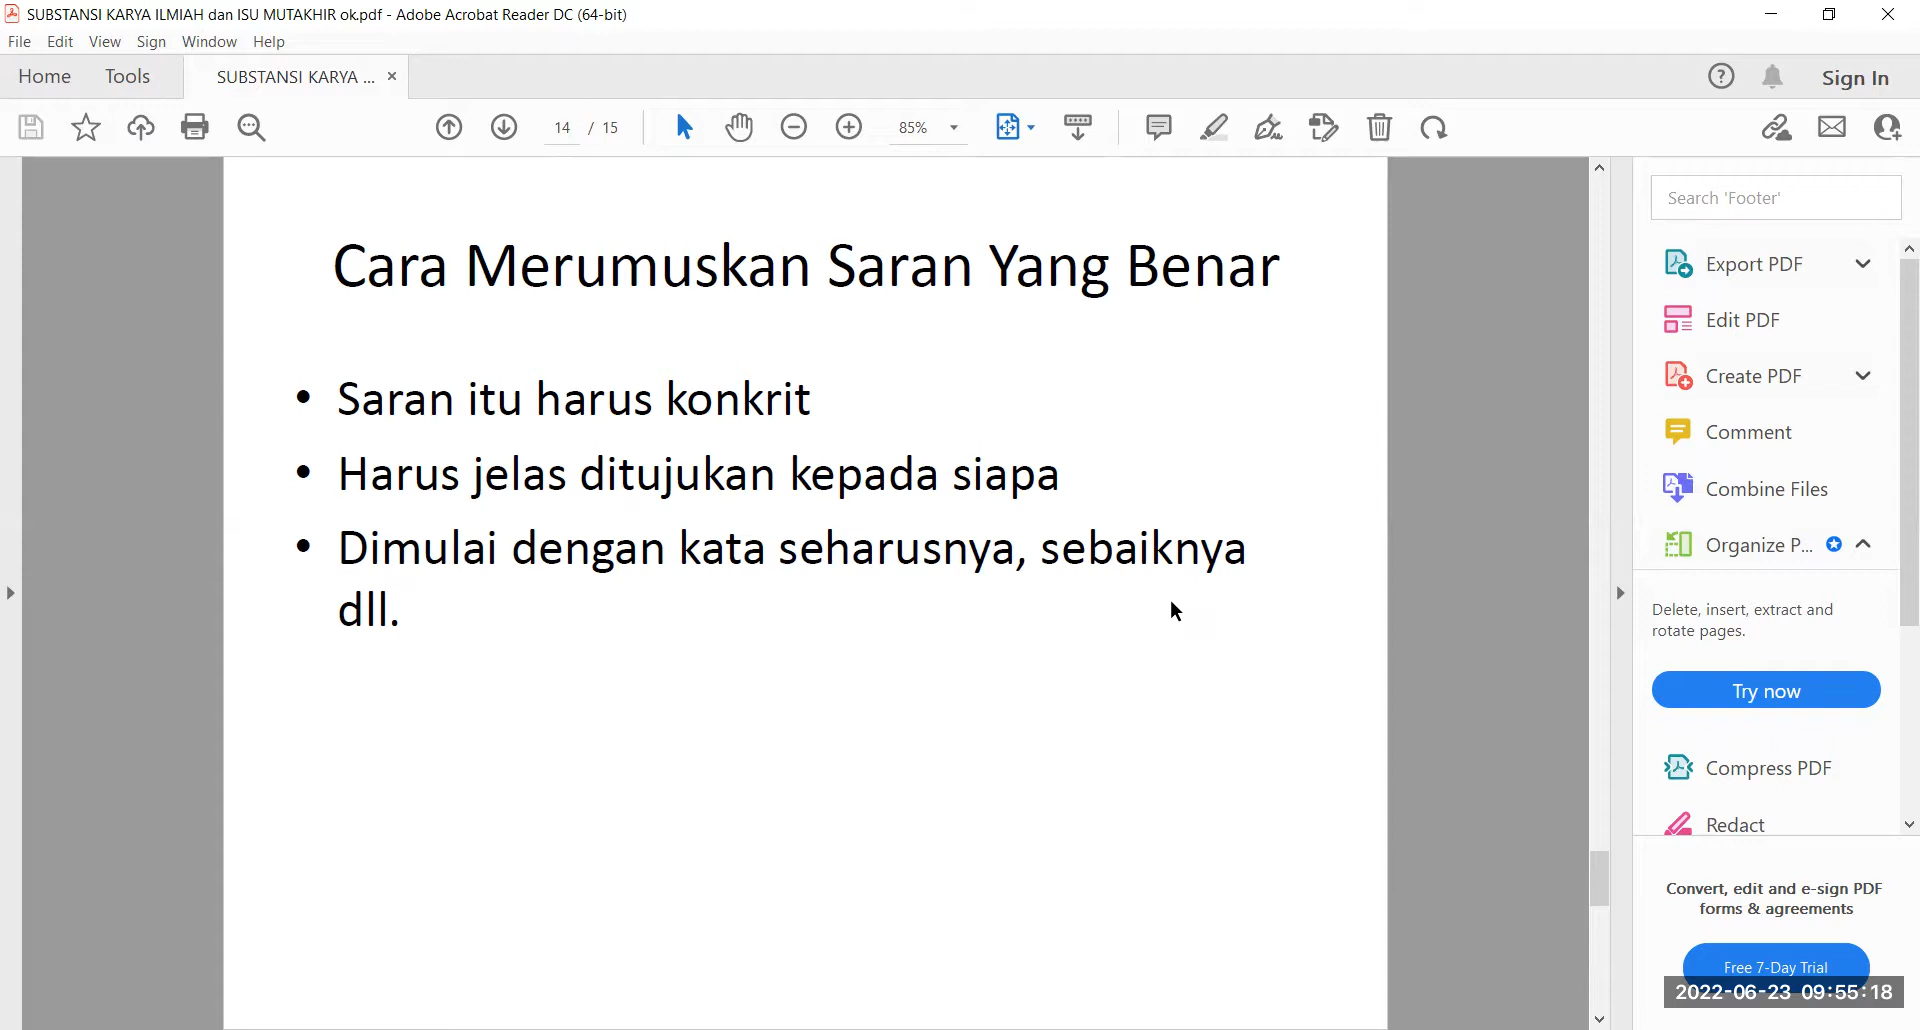 SUBSTANSI KARYA ILMIAH dan ISU MUTAKHIR ok.pdf - Adobe Acrobat Reader DC (64-bit)
File Edit View Sign Window Help
Home Tools SUBSTANSI KARYA ... × Sign In
14 / 15 85%
Cara Merumuskan Saran Yang Benar
• Saran itu harus konkrit
• Harus jelas ditujukan kepada siapa
• Dimulai dengan kata seharusnya, sebaiknya
dll.
Search 'Footer'
Export PDF
Edit PDF
Create PDF
Comment
Combine Files
Organize P...
Delete, insert, extract and
rotate pages.
Try now
Compress PDF
Redact
Convert, edit and e-sign PDF
forms & agreements
Free 7-Day Trial
2022-06-23 09:55:18